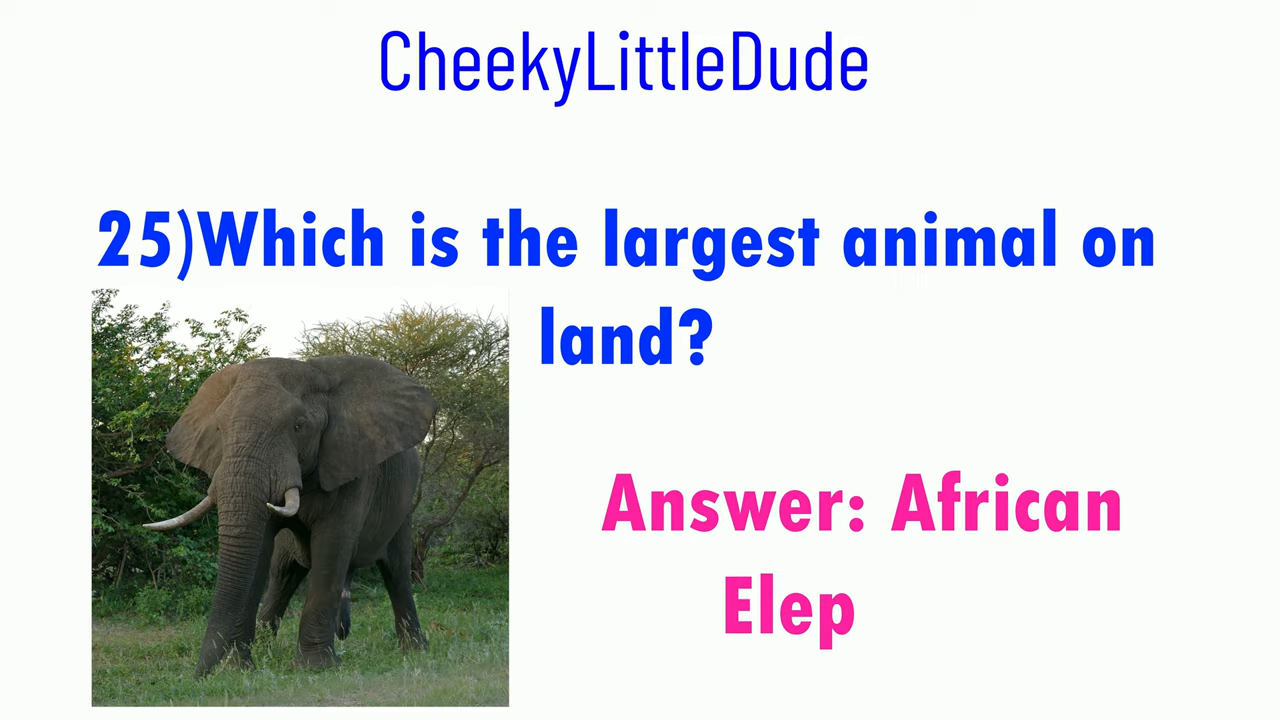 CheekyLittleDude
25)Which is the largest animal on
land?
Answer: African
Elep